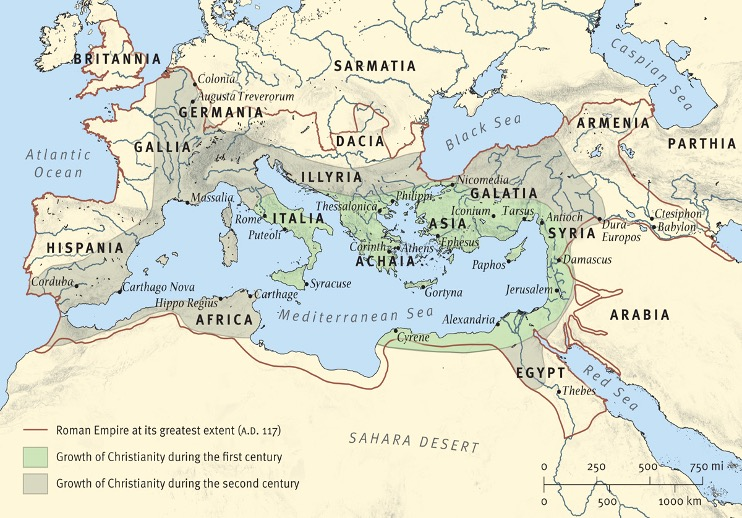 BRITANNIA
SARMATIA
Caspian Sea
Colonia
Augusta Treverorum
GERMANIA
Black Sea
ARMENIA
DACIA
PARTHIA
GALLIA
Atlantic
Ocean
ILLYRIA
Nicomedia
Massalia
Philippi
GALATIA
Thessalonica
Iconium
Tarsus
Antioch
Ctesiphon
Rome
ITALIA
ASIA
Dura
Europos
Babylon
Puteoli
SYRIA
HISPANIA
Corinth
Athens
Ephesus
ACHAIA
Paphos
Damascus
Corduba
Carthago Nova
Syracuse
Gortyna
Jerusalem
Hippo Regius
Carthage
Mediterranean Sea
ARABIA
AFRICA
Alexandria
Cyrene
EGYPT
Red Sea
Thebes
Roman Empire at its greatest extent (A.D. 117)
SAHARA DESERT
Growth of Christianity during the first century
Growth of Christianity during the second century
0 250 500 750 mi
0 500 1000 km